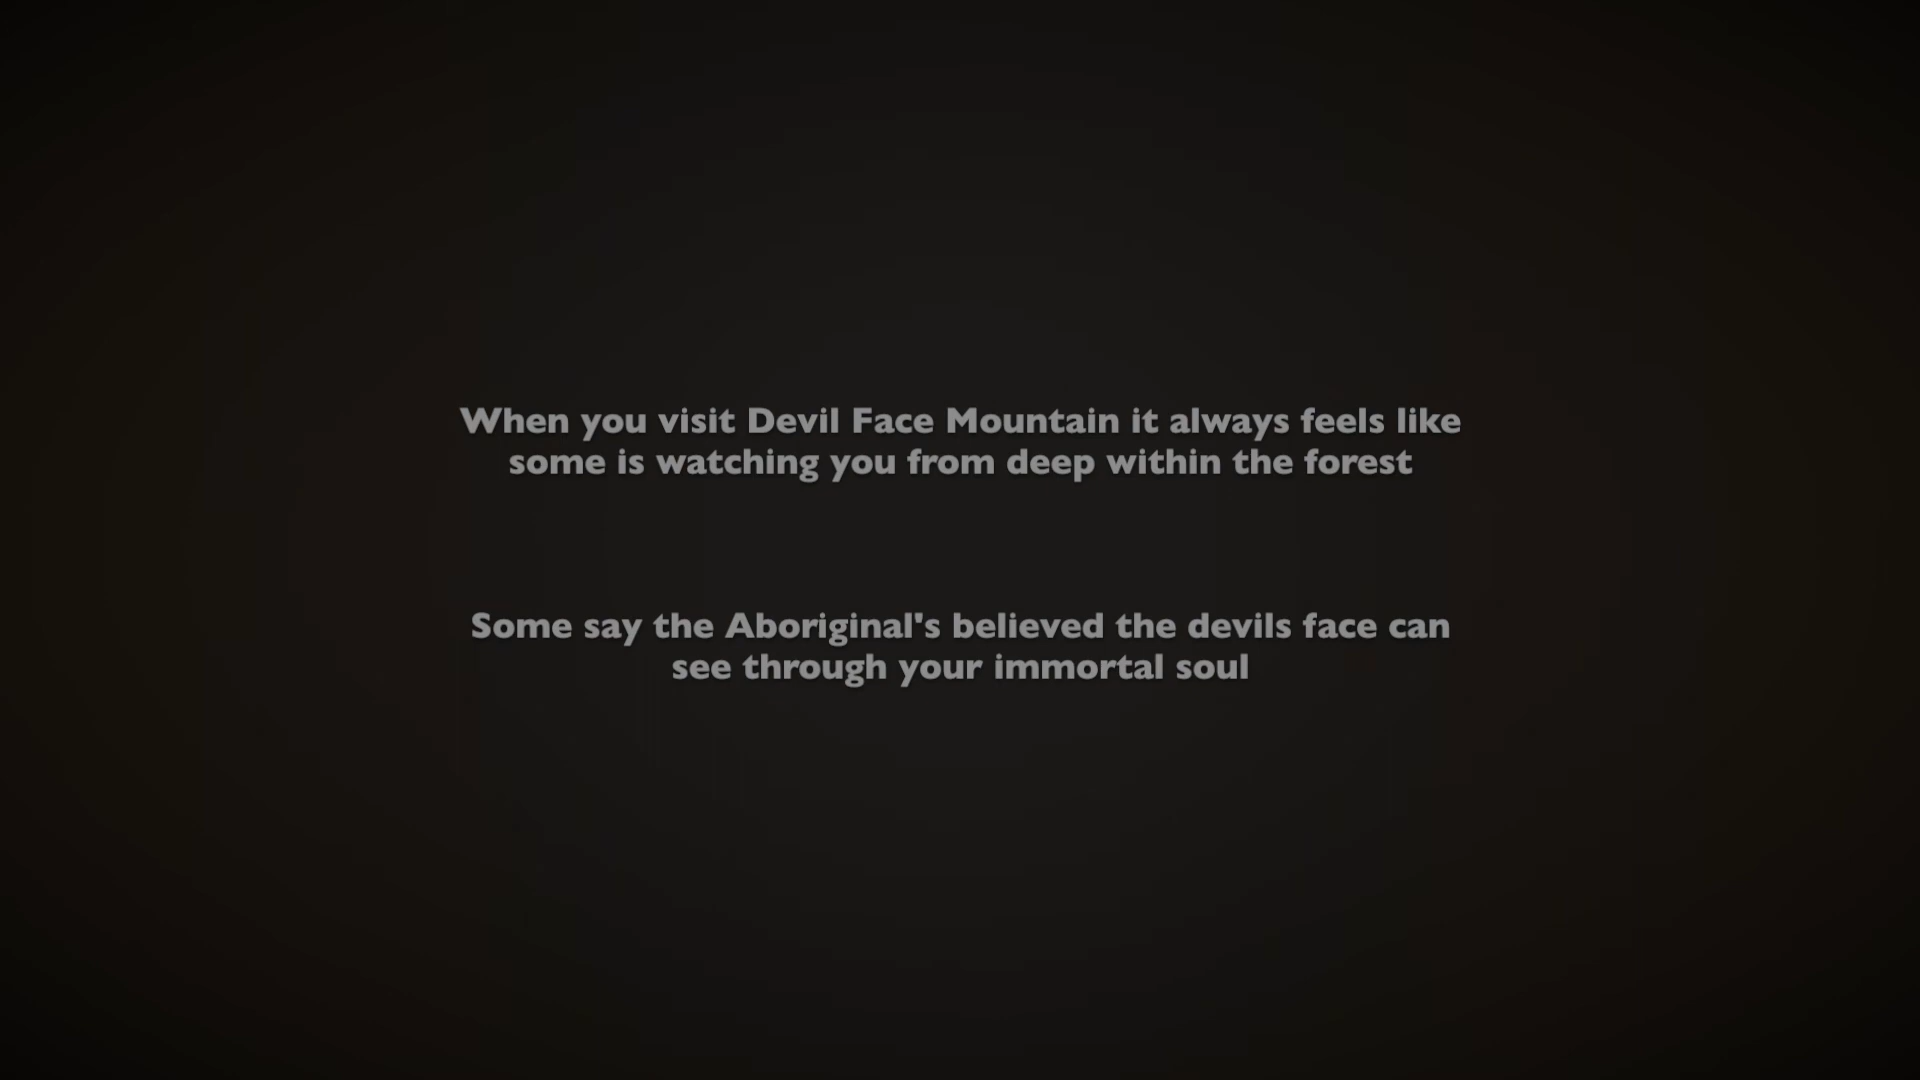 When you visit Devil Face Mountain it always feels like
some is watching you from deep within the forest
Some say the Aboriginal's believed the devils face can
see through your immortal soul